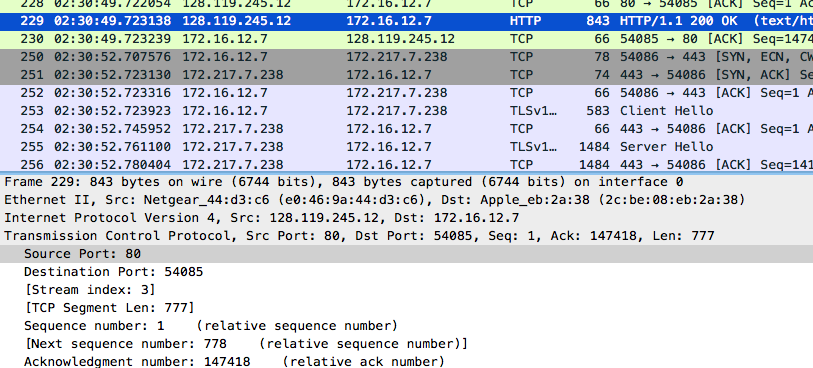 228 02:30:49.722054 128.119.245.12 172.16.12.7 TCP 66 80 → 54085 [ACK] Seq=1 A
229 02:30:49.723138 128.119.245.12 172.16.12.7 HTTP 843 HTTP/1.1 200 OK (text/ht
230 02:30:49.723239 172.16.12.7 128.119.245.12 TCP 66 54085 → 80 [ACK] Seq=1474
250 02:30:52.707576 172.16.12.7 172.217.7.238 TCP 78 54086 → 443 [SYN, ECN, CW
251 02:30:52.723130 172.217.7.238 172.16.12.7 TCP 74 443 → 54086 [SYN, ACK] Se
252 02:30:52.723316 172.16.12.7 172.217.7.238 TCP 66 54086 → 443 [ACK] Seq=1 A
253 02:30:52.723923 172.16.12.7 172.217.7.238 TLSv1… 583 Client Hello
254 02:30:52.745952 172.217.7.238 172.16.12.7 TCP 66 443 → 54086 [ACK] Seq=1 A
255 02:30:52.761100 172.217.7.238 172.16.12.7 TLSv1… 1484 Server Hello
256 02:30:52.780404 172.217.7.238 172.16.12.7 TCP 1484 443 → 54086 [ACK] Seq=141
Frame 229: 843 bytes on wire (6744 bits), 843 bytes captured (6744 bits) on interface 0
Ethernet II, Src: Netgear_44:d3:c6 (e0:46:9a:44:d3:c6), Dst: Apple_eb:2a:38 (2c:be:08:eb:2a:38)
Internet Protocol Version 4, Src: 128.119.245.12, Dst: 172.16.12.7
Transmission Control Protocol, Src Port: 80, Dst Port: 54085, Seq: 1, Ack: 147418, Len: 777
Source Port: 80
Destination Port: 54085
[Stream index: 3]
[TCP Segment Len: 777]
Sequence number: 1 (relative sequence number)
[Next sequence number: 778 (relative sequence number)]
Acknowledgment number: 147418 (relative ack number)